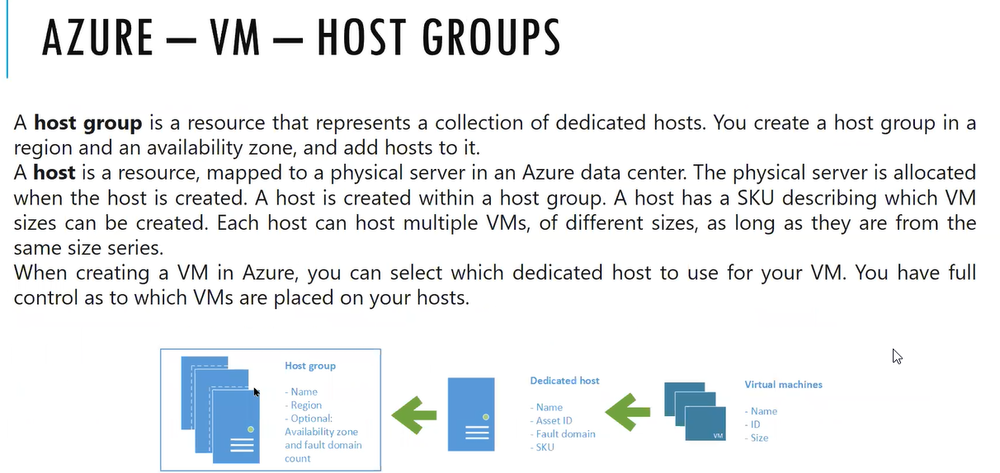 AZURE — VM — HOST GROUPS
A host group is a resource that represents a collection of dedicated hosts. You create a host group in a
region and an availability zone, and add hosts to it.
A host is a resource, mapped to a physical server in an Azure data center. The physical server is allocated
when the host is created. A host is created within a host group. A host has a SKU describing which VM
sizes can be created. Each host can host multiple VMs, of different sizes, as long as they are from the
same size series.
When creating a VM in Azure, you can select which dedicated host to use for your VM. You have full
control as to which VMs are placed on your hosts.
Host group
- Name
- Region
- Optional:
Availability zone
and fault domain
count
Dedicated host
- Name
- Asset ID
- Fault domain
- SKU
VM
Virtual machines
- Name
- ID
- Size